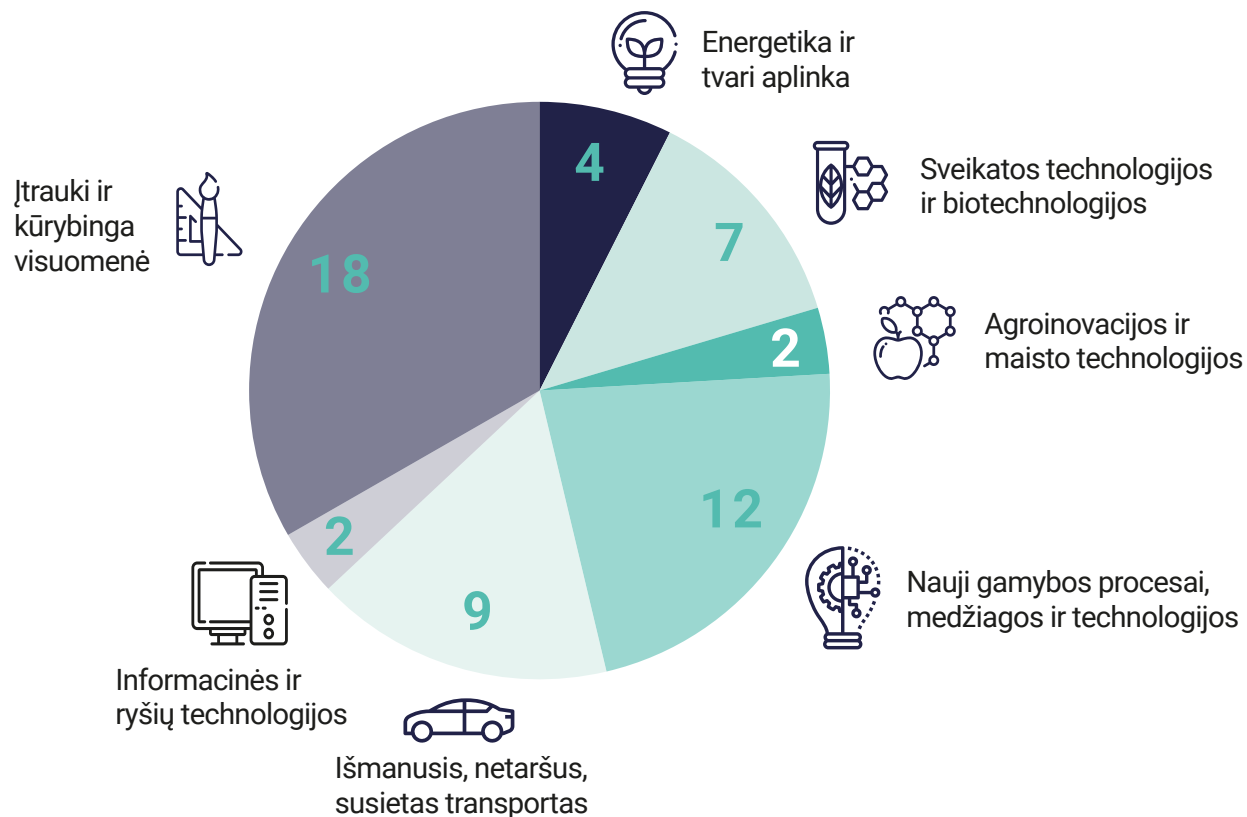 Energetika ir
tvari aplinka
4
Sveikatos technologijos
ir biotechnologijos
7
Agroinovacijos ir
maisto technologijos
2
12
Nauji gamybos procesai,
medžiagos ir technologijos
9
Išmanusis, netaršus,
susietas transportas
2
Informacinės ir
ryšių technologijos
18
Įtrauki ir
kūrybinga
visuomenė